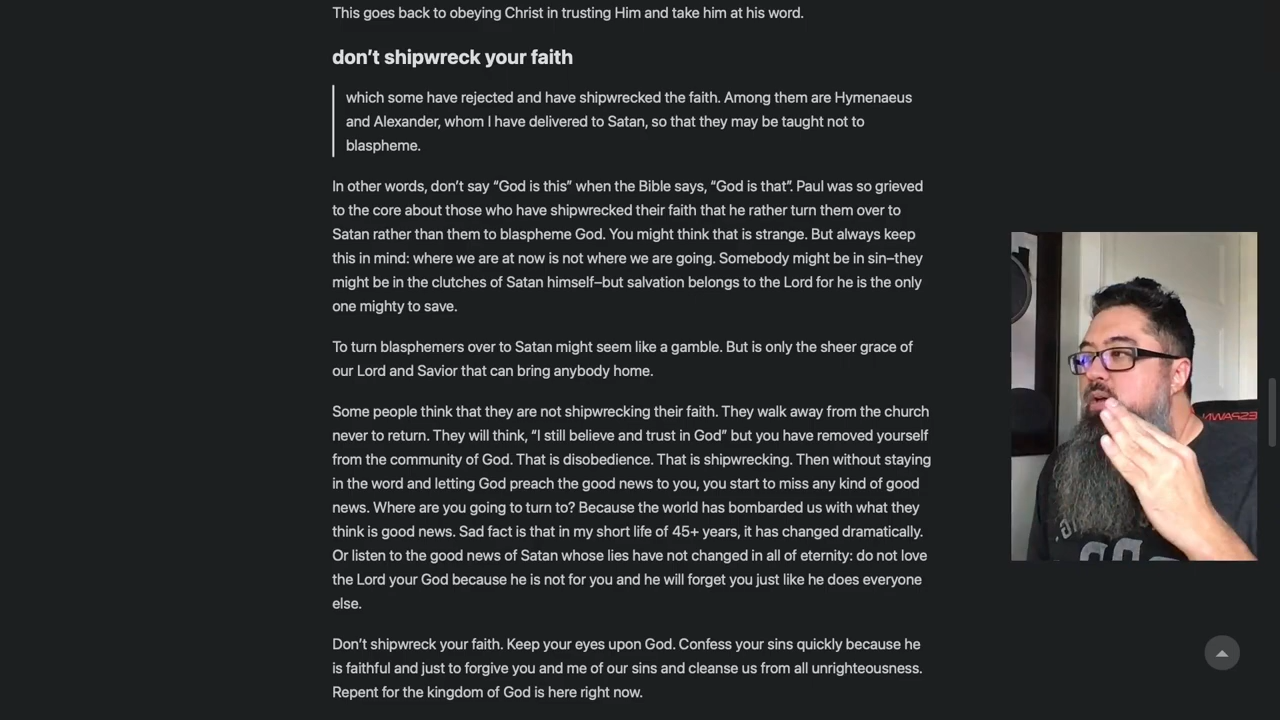 This goes back to obeying Christ in trusting Him and take him at his word.
don’t shipwreck your faith
which some have rejected and have shipwrecked the faith. Among them are Hymenaeus
and Alexander, whom I have delivered to Satan, so that they may be taught not to
blaspheme.
In other words, don’t say “God is this” when the Bible says, “God is that”. Paul was so grieved
to the core about those who have shipwrecked their faith that he rather turn them over to
Satan rather than them to blaspheme God. You might think that is strange. But always keep
this in mind: where we are at now is not where we are going. Somebody might be in sin–they
might be in the clutches of Satan himself–but salvation belongs to the Lord for he is the only
one mighty to save.
To turn blasphemers over to Satan might seem like a gamble. But is only the sheer grace of
our Lord and Savior that can bring anybody home.
Some people think that they are not shipwrecking their faith. They walk away from the church
never to return. They will think, “I still believe and trust in God” but you have removed yourself
from the community of God. That is disobedience. That is shipwrecking. Then without staying
in the word and letting God preach the good news to you, you start to miss any kind of good
news. Where are you going to turn to? Because the world has bombarded us with what they
think is good news. Sad fact is that in my short life of 45+ years, it has changed dramatically.
Or listen to the good news of Satan whose lies have not changed in all of eternity: do not love
the Lord your God because he is not for you and he will forget you just like he does everyone
else.
Don’t shipwreck your faith. Keep your eyes upon God. Confess your sins quickly because he
is faithful and just to forgive you and me of our sins and cleanse us from all unrighteousness.
Repent for the kingdom of God is here right now.